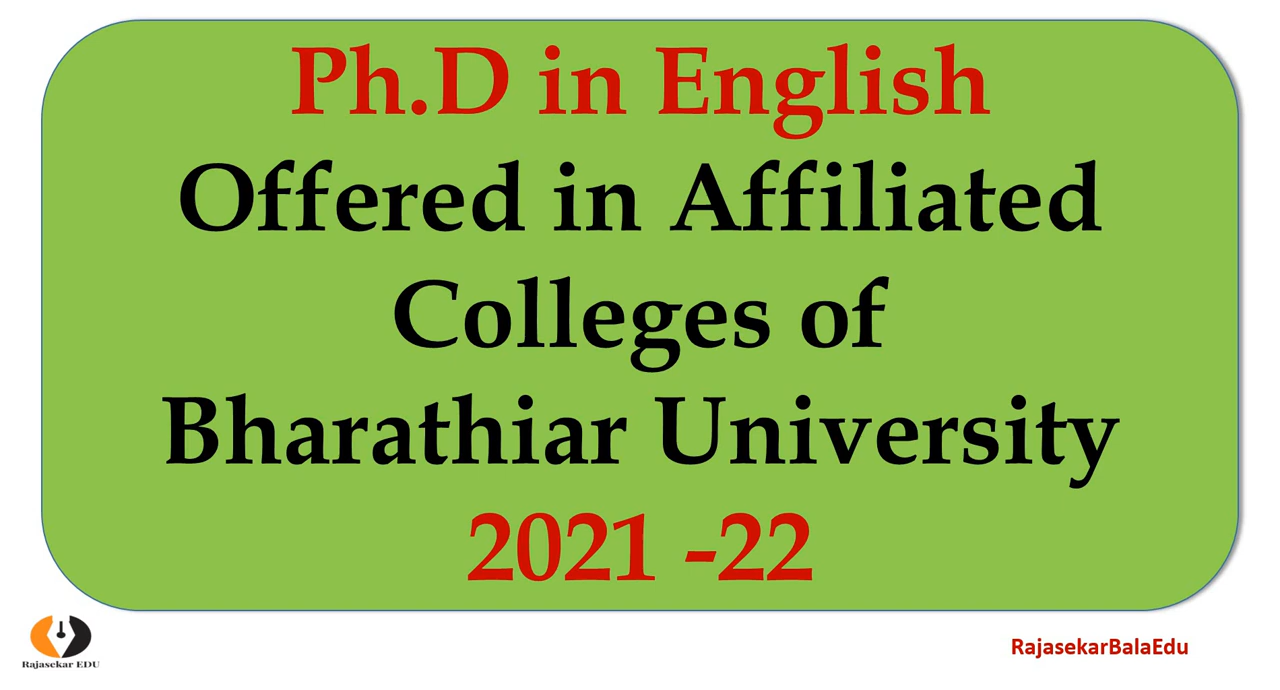 Ph.D in English
Offered in Affiliated
Colleges of
Bharathiar University
2021 -22
Rajasekar EDU
RajasekarBalaEdu